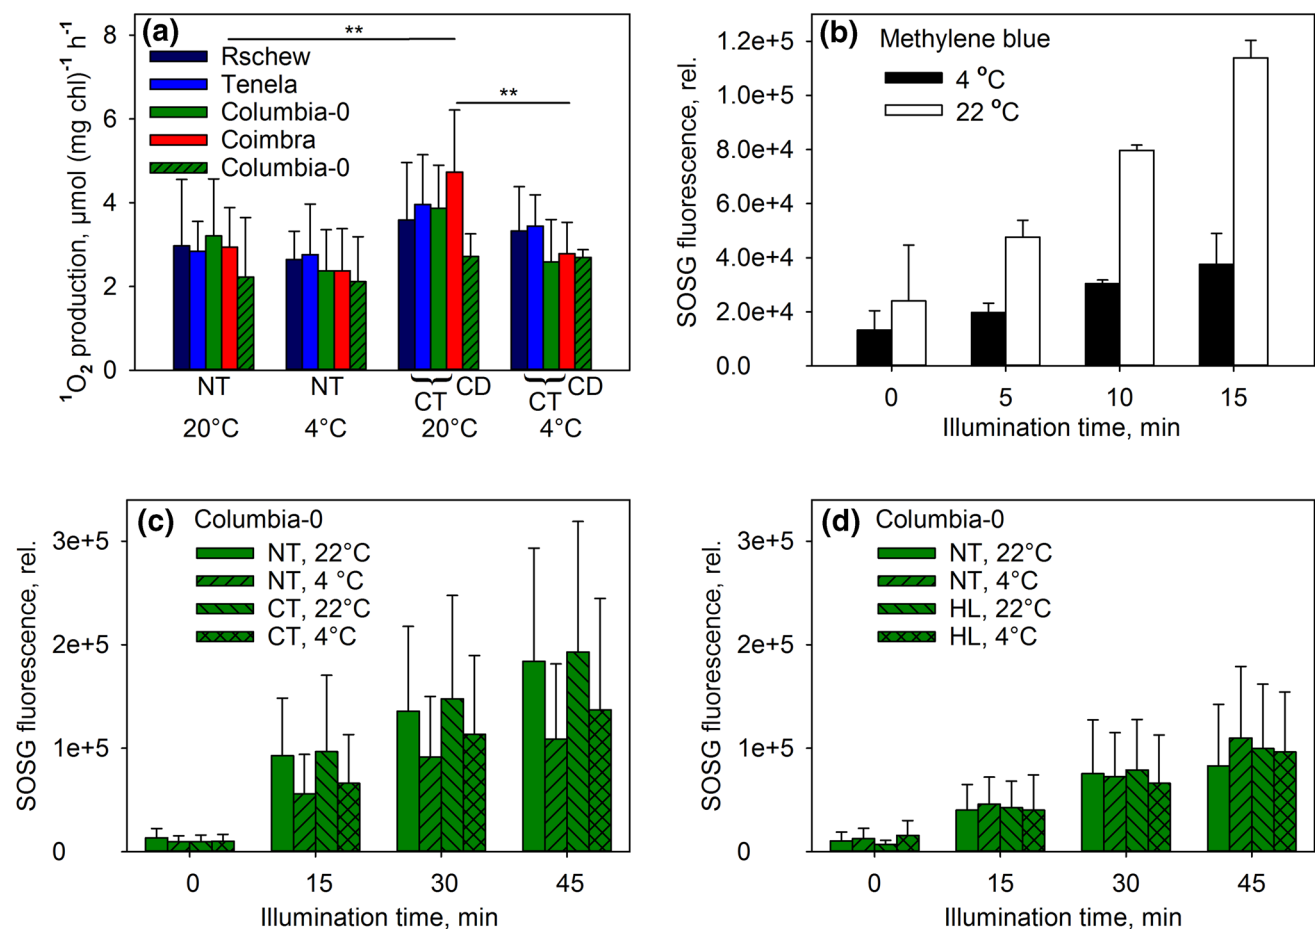 (a)
¹O₂ production, µmol (mg chl)⁻¹ h⁻¹
8
6
4
2
0
**
**
Rschew
Tenela
Columbia-0
Coimbra
Columbia-0
NT NT CT CD CT CD
20°C 4°C 20°C 4°C
(b) Methylene blue
4 °C
22 °C
SOSG fluorescence, rel.
1.2e+5
1.0e+5
8.0e+4
6.0e+4
4.0e+4
2.0e+4
0.0
0 5 10 15
Illumination time, min
(c) Columbia-0
NT, 22°C
NT, 4 °C
CT, 22°C
CT, 4°C
SOSG fluorescence, rel.
3e+5
2e+5
1e+5
0
0 15 30 45
Illumination time, min
(d) Columbia-0
NT, 22°C
NT, 4°C
HL, 22°C
HL, 4°C
SOSG fluorescence, rel.
3e+5
2e+5
1e+5
0
0 15 30 45
Illumination time, min